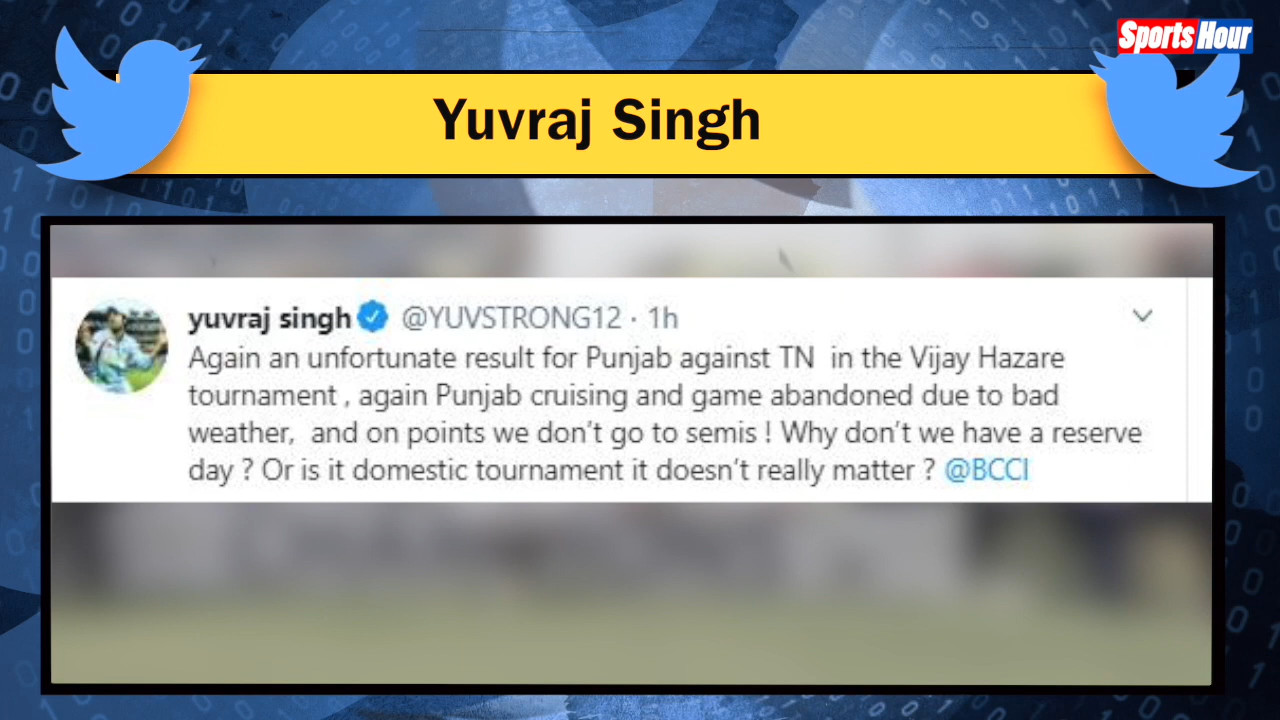 Sports Hour
Yuvraj Singh
yuvraj singh @YUVSTRONG12 · 1h
Again an unfortunate result for Punjab against TN  in the Vijay Hazare
tournament , again Punjab cruising and game abandoned due to bad
weather,  and on points we don't go to semis ! Why don't we have a reserve
day ? Or is it domestic tournament it doesn't really matter ? @BCCI